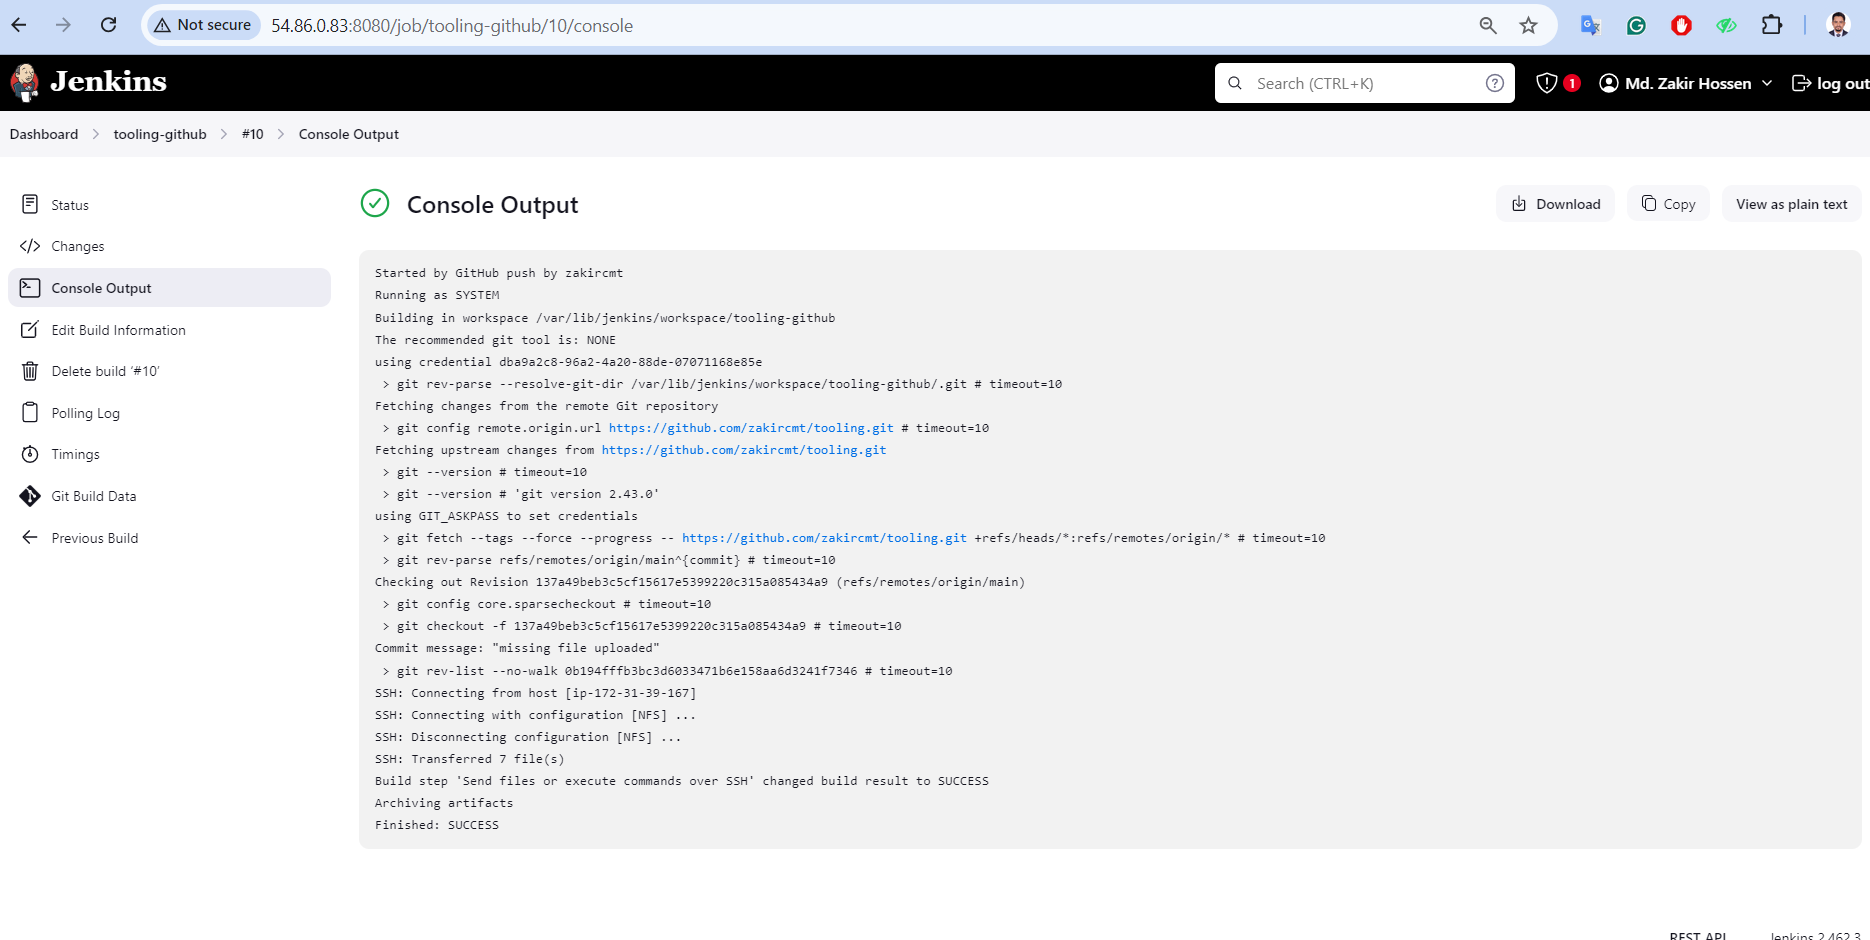 Not secure 54.86.0.83:8080/job/tooling-github/10/console
Jenkins
Search (CTRL+K)
1
Md. Zakir Hossen
log out
Dashboard > tooling-github > #10 > Console Output
Status
Changes
Console Output
Edit Build Information
Delete build ‘#10’
Polling Log
Timings
Git Build Data
Previous Build
Console Output
Download
Copy
View as plain text
Started by GitHub push by zakircmt
Running as SYSTEM
Building in workspace /var/lib/jenkins/workspace/tooling-github
The recommended git tool is: NONE
using credential dba9a2c8-96a2-4a20-88de-07071168e85e
 > git rev-parse --resolve-git-dir /var/lib/jenkins/workspace/tooling-github/.git # timeout=10
Fetching changes from the remote Git repository
 > git config remote.origin.url https://github.com/zakircmt/tooling.git # timeout=10
Fetching upstream changes from https://github.com/zakircmt/tooling.git
 > git --version # timeout=10
 > git --version # 'git version 2.43.0'
using GIT_ASKPASS to set credentials
 > git fetch --tags --force --progress -- https://github.com/zakircmt/tooling.git +refs/heads/*:refs/remotes/origin/* # timeout=10
 > git rev-parse refs/remotes/origin/main^{commit} # timeout=10
Checking out Revision 137a49beb3c5cf15617e5399220c315a085434a9 (refs/remotes/origin/main)
 > git config core.sparsecheckout # timeout=10
 > git checkout -f 137a49beb3c5cf15617e5399220c315a085434a9 # timeout=10
Commit message: "missing file uploaded"
 > git rev-list --no-walk 0b194fffb3bc3d6033471b6e158aa6d3241f7346 # timeout=10
SSH: Connecting from host [ip-172-31-39-167]
SSH: Connecting with configuration [NFS] ...
SSH: Disconnecting configuration [NFS] ...
SSH: Transferred 7 file(s)
Build step 'Send files or execute commands over SSH' changed build result to SUCCESS
Archiving artifacts
Finished: SUCCESS
REST API
Jenkins 2.462.3